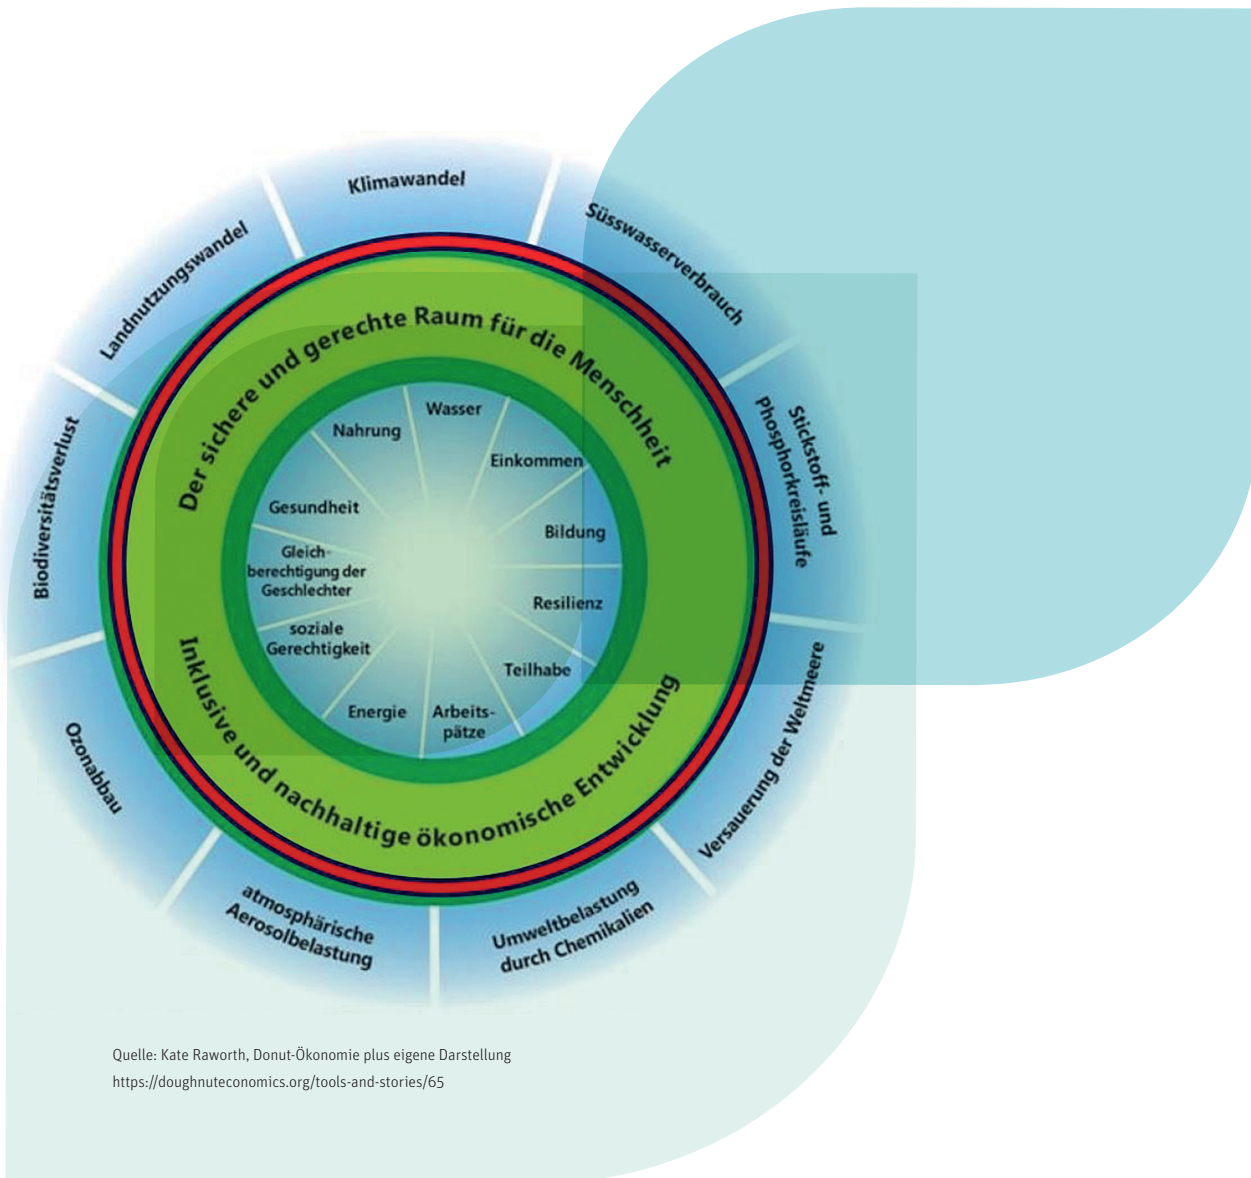 Klimawandel
Süsswasserverbrauch
Stickstoff- und
Phosphorkreisläufe
Versauerung der Weltmeere
Umweltbelastung
durch Chemikalien
atmosphärische
Aerosolbelastung
Ozonabbau
Biodiversitätsverlust
Landnutzungswandel
Der sichere und gerechte Raum für die Menschheit
Inklusive und nachhaltige ökonomische Entwicklung
Wasser
Einkommen
Bildung
Resilienz
Teilhabe
Arbeits-
pätze
Energie
soziale
Gerechtigkeit
Gleich-
berechtigung der
Geschlechter
Gesundheit
Nahrung
Quelle: Kate Raworth, Donut-Ökonomie plus eigene Darstellung
https://doughnuteconomics.org/tools-and-stories/65